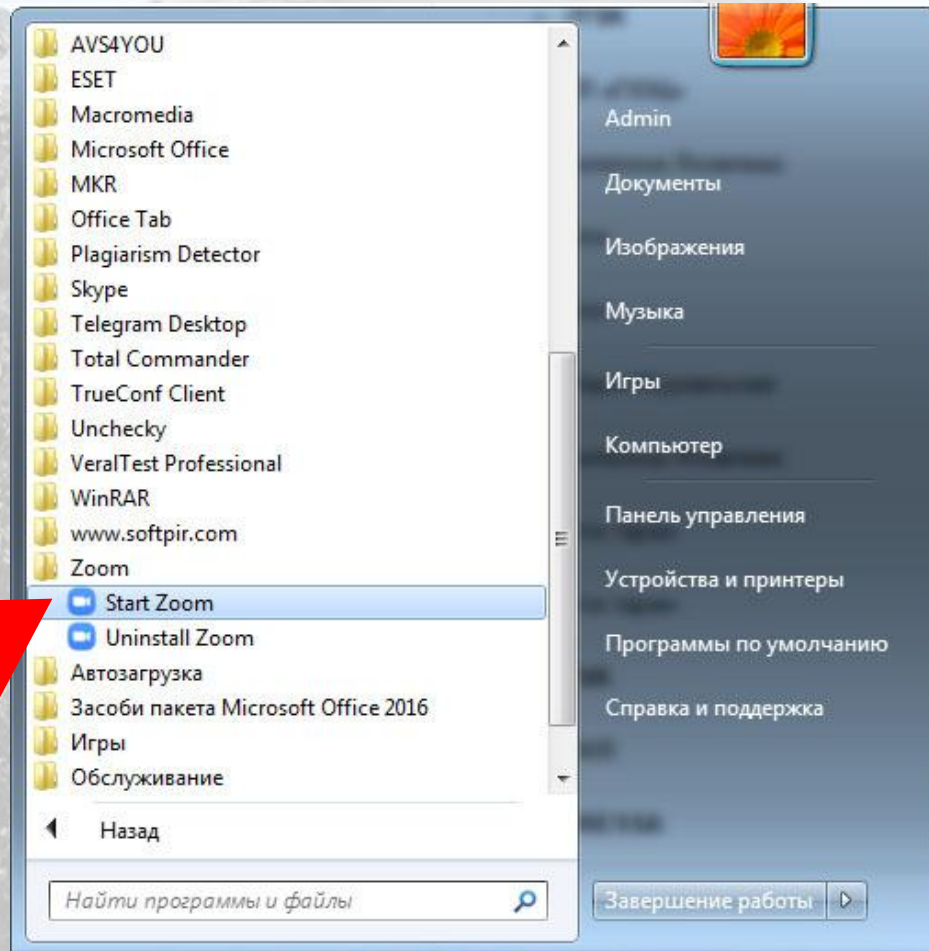 AVS4YOU
ESET
Macromedia
Microsoft Office
MKR
Office Tab
Plagiarism Detector
Skype
Telegram Desktop
Total Commander
TrueConf Client
Unchecky
VeralTest Professional
WinRAR
www.softpir.com
Zoom
Start Zoom
Uninstall Zoom
Автозагрузка
Засоби пакета Microsoft Office 2016
Игры
Обслуживание
Назад
Найти программы и файлы
Admin
Документы
Изображения
Музыка
Игры
Компьютер
Панель управления
Устройства и принтеры
Программы по умолчанию
Справка и поддержка
Завершение работы